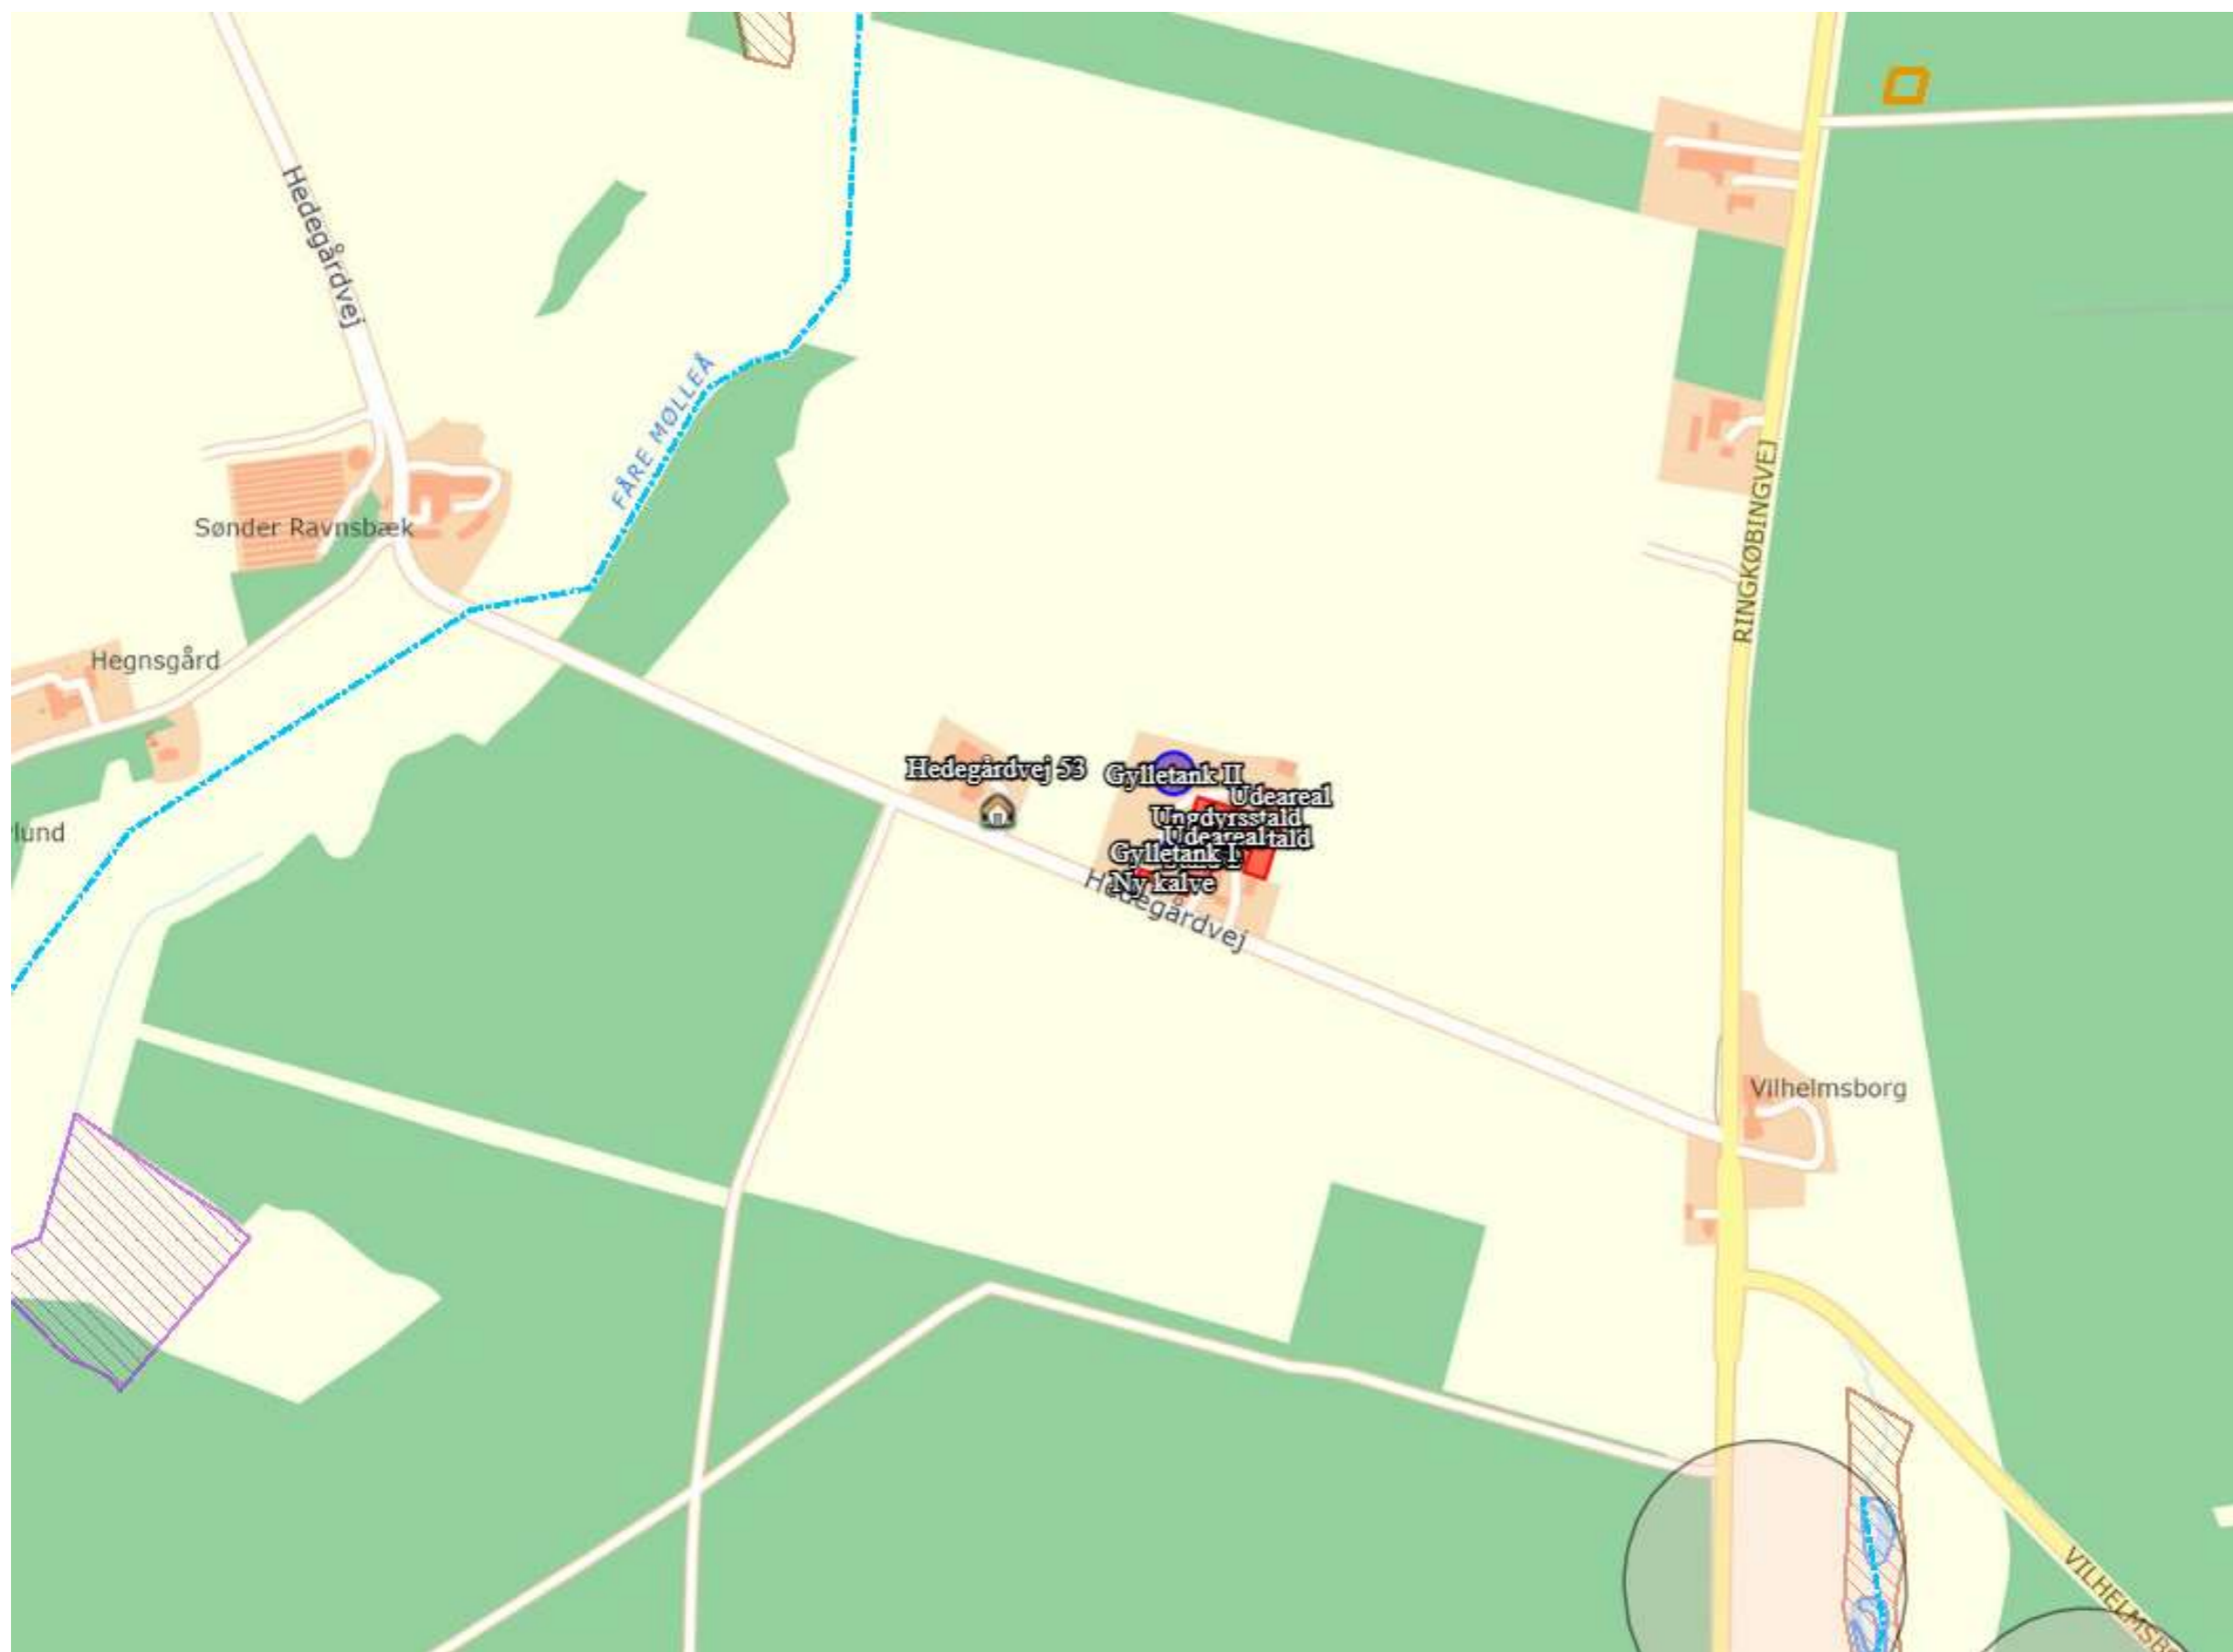 Hedegårdvej
FÅRE MØLLEÅ
RINGKØBINGVEJ
Sønder Ravnsbæk
Hegnsgård
Hedegårdvej 53
Gylletank II
Udeareal
Ungdyrsstald
Udeareal
Gylletank I
Ny kalve
lund
Hedegårdvej
Vilhelmsborg